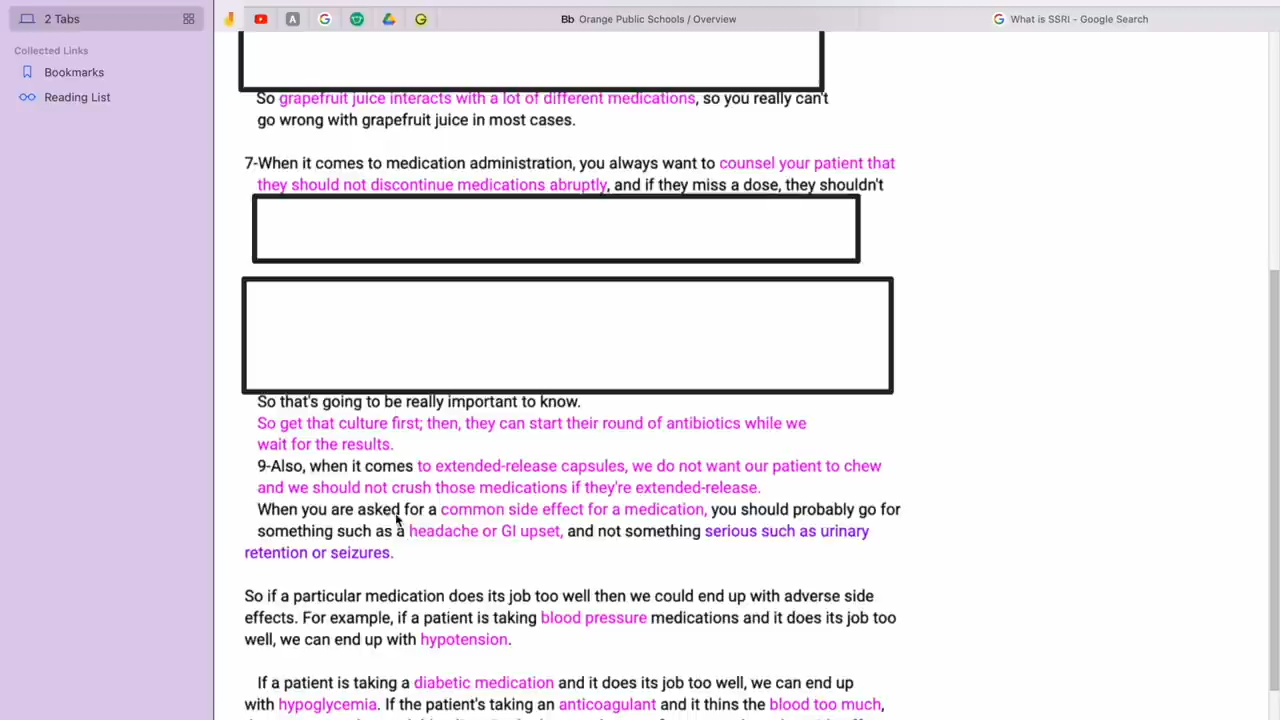 2 Tabs
Bb Orange Public Schools / Overview
What is SSRI - Google Search
Collected Links
Bookmarks
Reading List
So grapefruit juice interacts with a lot of different medications, so you really can't
go wrong with grapefruit juice in most cases.
7-When it comes to medication administration, you always want to counsel your patient that
they should not discontinue medications abruptly, and if they miss a dose, they shouldn't
So that's going to be really important to know.
So get that culture first; then, they can start their round of antibiotics while we
wait for the results.
9-Also, when it comes to extended-release capsules, we do not want our patient to chew
and we should not crush those medications if they're extended-release.
When you are asked for a common side effect for a medication, you should probably go for
something such as a headache or GI upset, and not something serious such as urinary
retention or seizures.
So if a particular medication does its job too well then we could end up with adverse side
effects. For example, if a patient is taking blood pressure medications and it does its job too
well, we can end up with hypotension.
If a patient is taking a diabetic medication and it does its job too well, we can end up
with hypoglycemia. If the patient's taking an anticoagulant and it thins the blood too much,